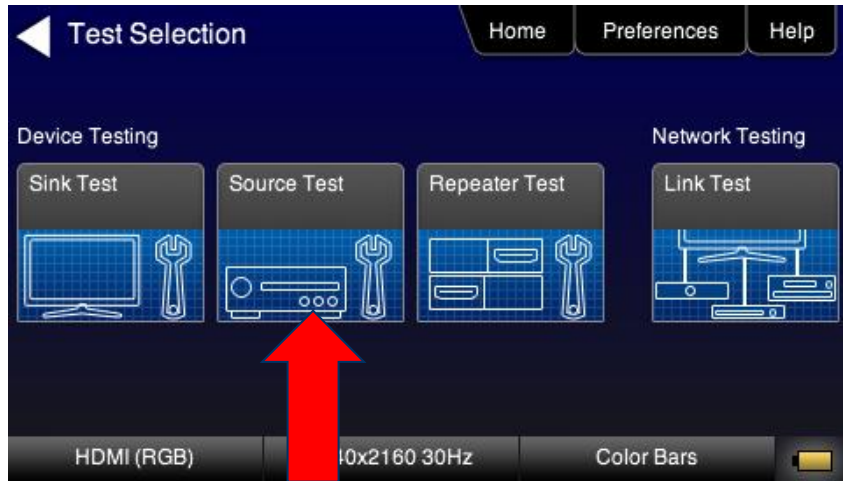 Test Selection
Home
Preferences
Help
Device Testing
Network Testing
Sink Test
Source Test
Repeater Test
Link Test
HDMI (RGB)
30Hz
Color Bars